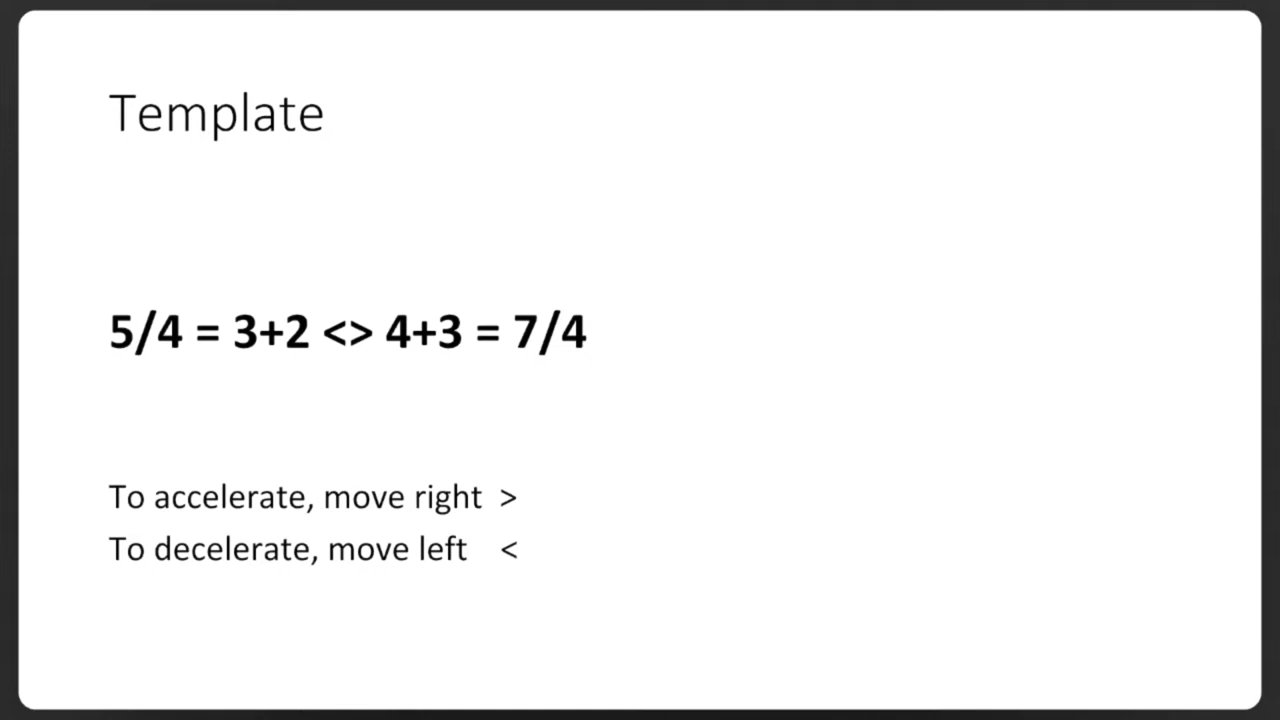 Template
5/4 = 3+2 <> 4+3 = 7/4
To accelerate, move right >
To decelerate, move left <